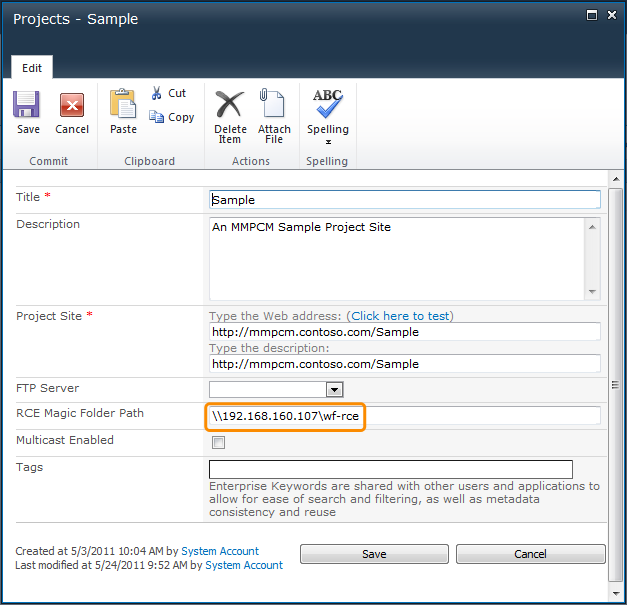 Projects - Sample
Edit
Save
Cancel
Commit
Paste
Cut
Copy
Clipboard
Delete Item
Attach File
Actions
ABC
Spelling
Spelling
Title *
Sample
Description
An MMPCM Sample Project Site
Project Site *
Type the Web address: (Click here to test)
http://mmpcm.contoso.com/Sample
Type the description:
http://mmpcm.contoso.com/Sample
FTP Server
RCE Magic Folder Path
\\192.168.160.107\wf-rce
Multicast Enabled
Tags
Enterprise Keywords are shared with other users and applications to
allow for ease of search and filtering, as well as metadata
consistency and reuse
Created at 5/3/2011 10:04 AM by System Account
Last modified at 5/24/2011 9:52 AM by System Account
Save
Cancel